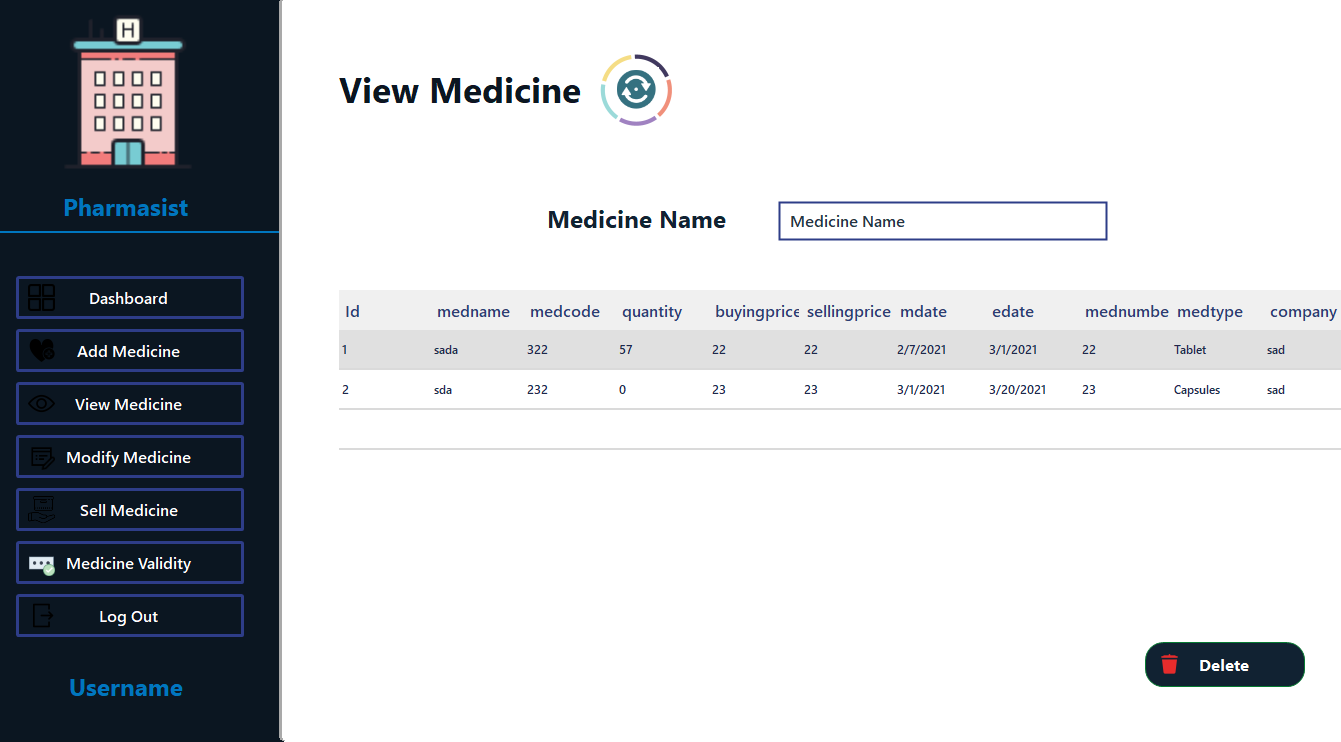 H
Pharmasist
Dashboard
Add Medicine
View Medicine
Modify Medicine
Sell Medicine
Medicine Validity
Log Out
Username
View Medicine
Medicine Name Medicine Name
Id medname medcode quantity buyingprice sellingprice mdate edate mednumbe medtype company
1 sada 322 57 22 22 2/7/2021 3/1/2021 22 Tablet sad
2 sda 232 0 23 23 3/1/2021 3/20/2021 23 Capsules sad
Delete